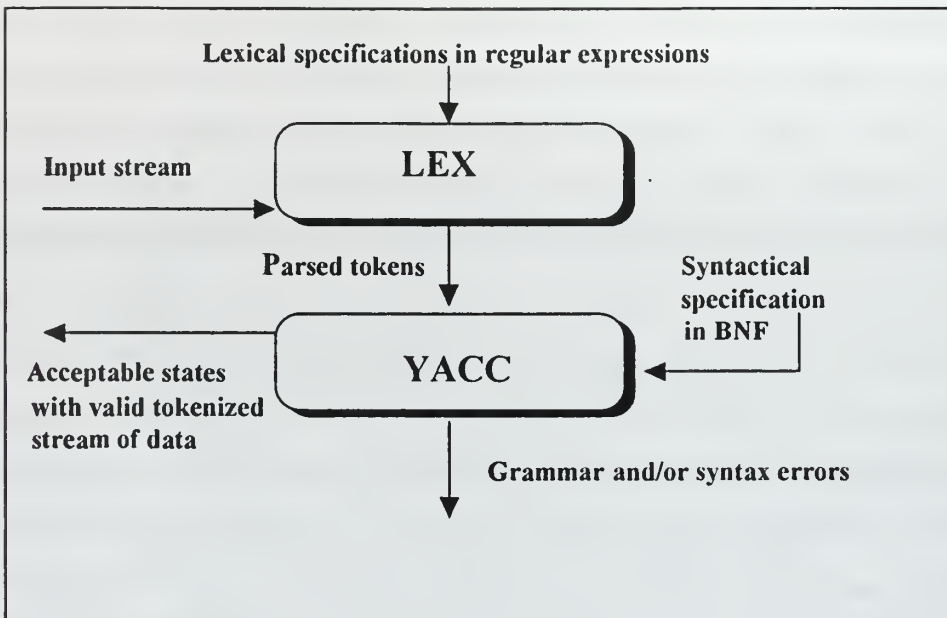 Lexical specifications in regular expressions
LEX
Input stream
Parsed tokens
Syntactical
specification
in BNF
YACC
Acceptable states
with valid tokenized
stream of data
Grammar and/or syntax errors